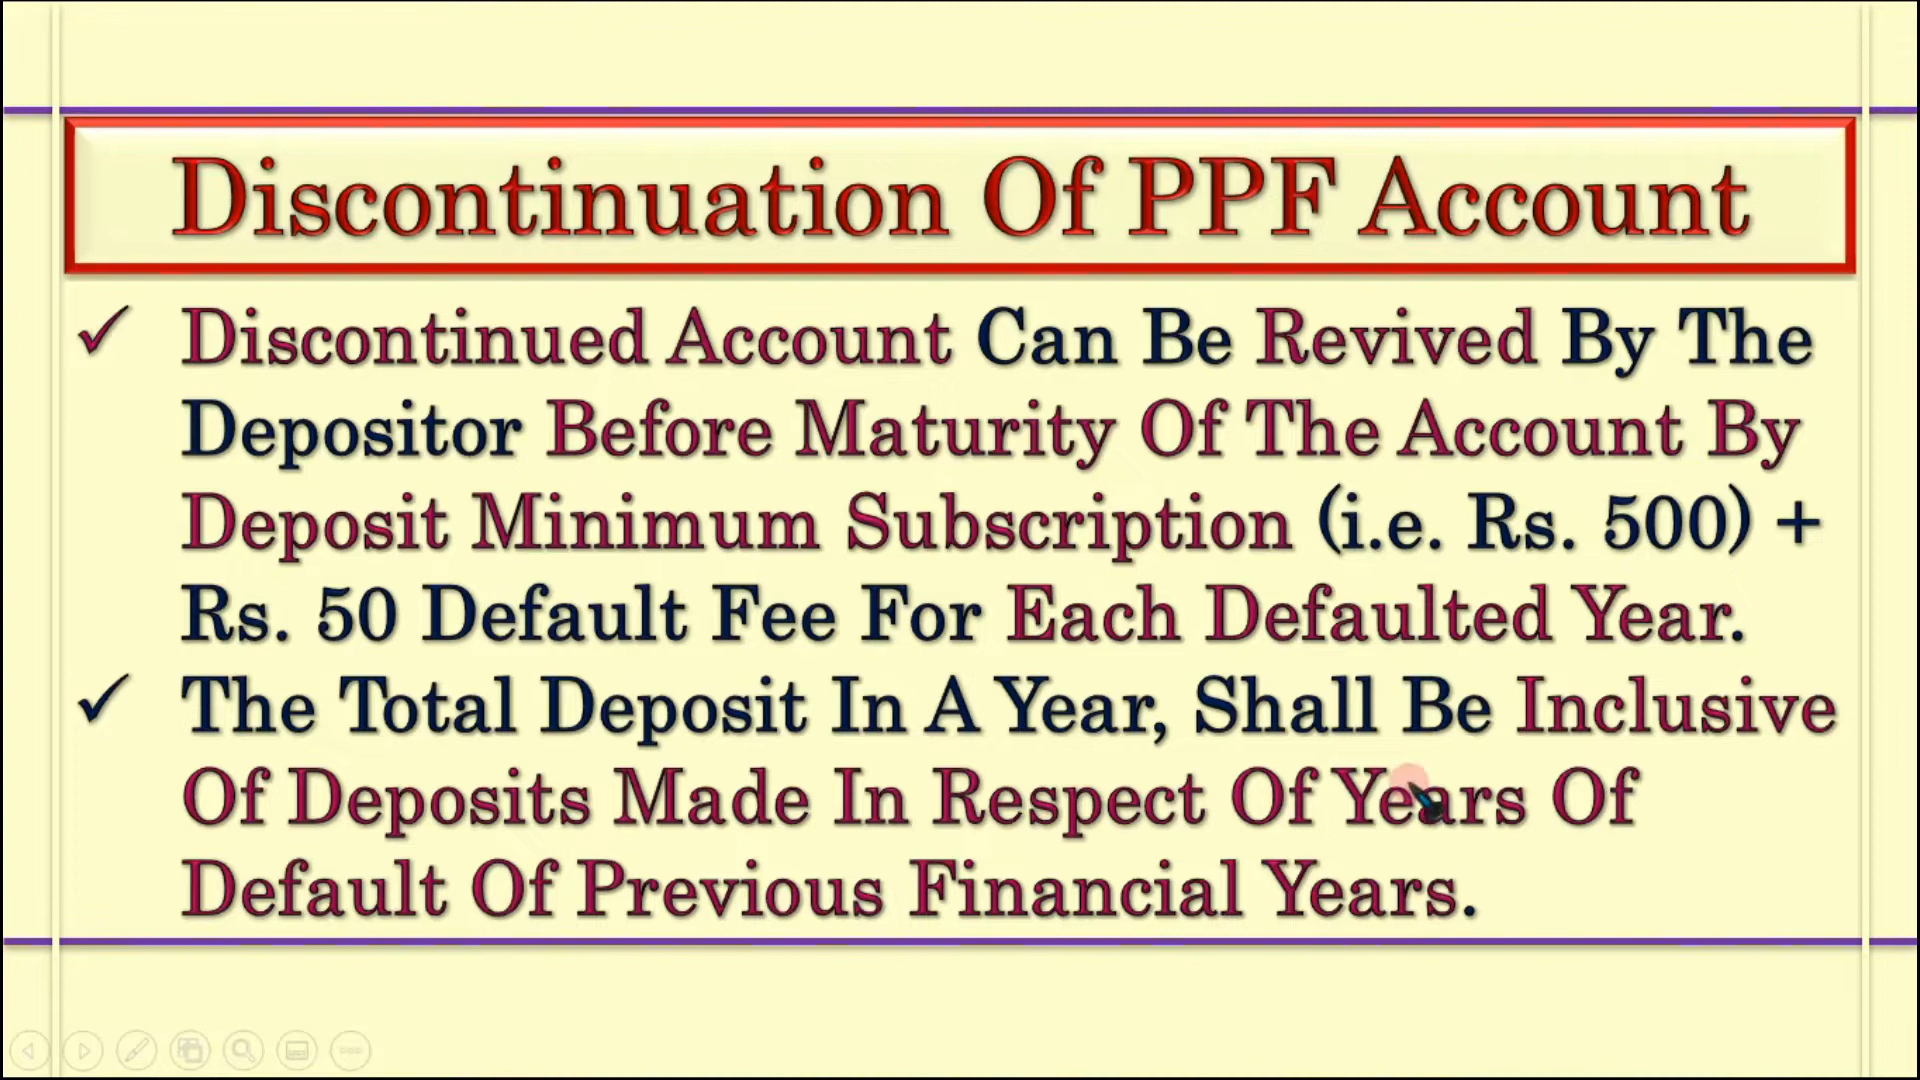 Discontinuation Of PPF Account
✓ Discontinued Account Can Be Revived By The
Depositor Before Maturity Of The Account By
Deposit Minimum Subscription (i.e. Rs. 500) +
Rs. 50 Default Fee For Each Defaulted Year.
✓ The Total Deposit In A Year, Shall Be Inclusive
Of Deposits Made In Respect Of Years Of
Default Of Previous Financial Years.